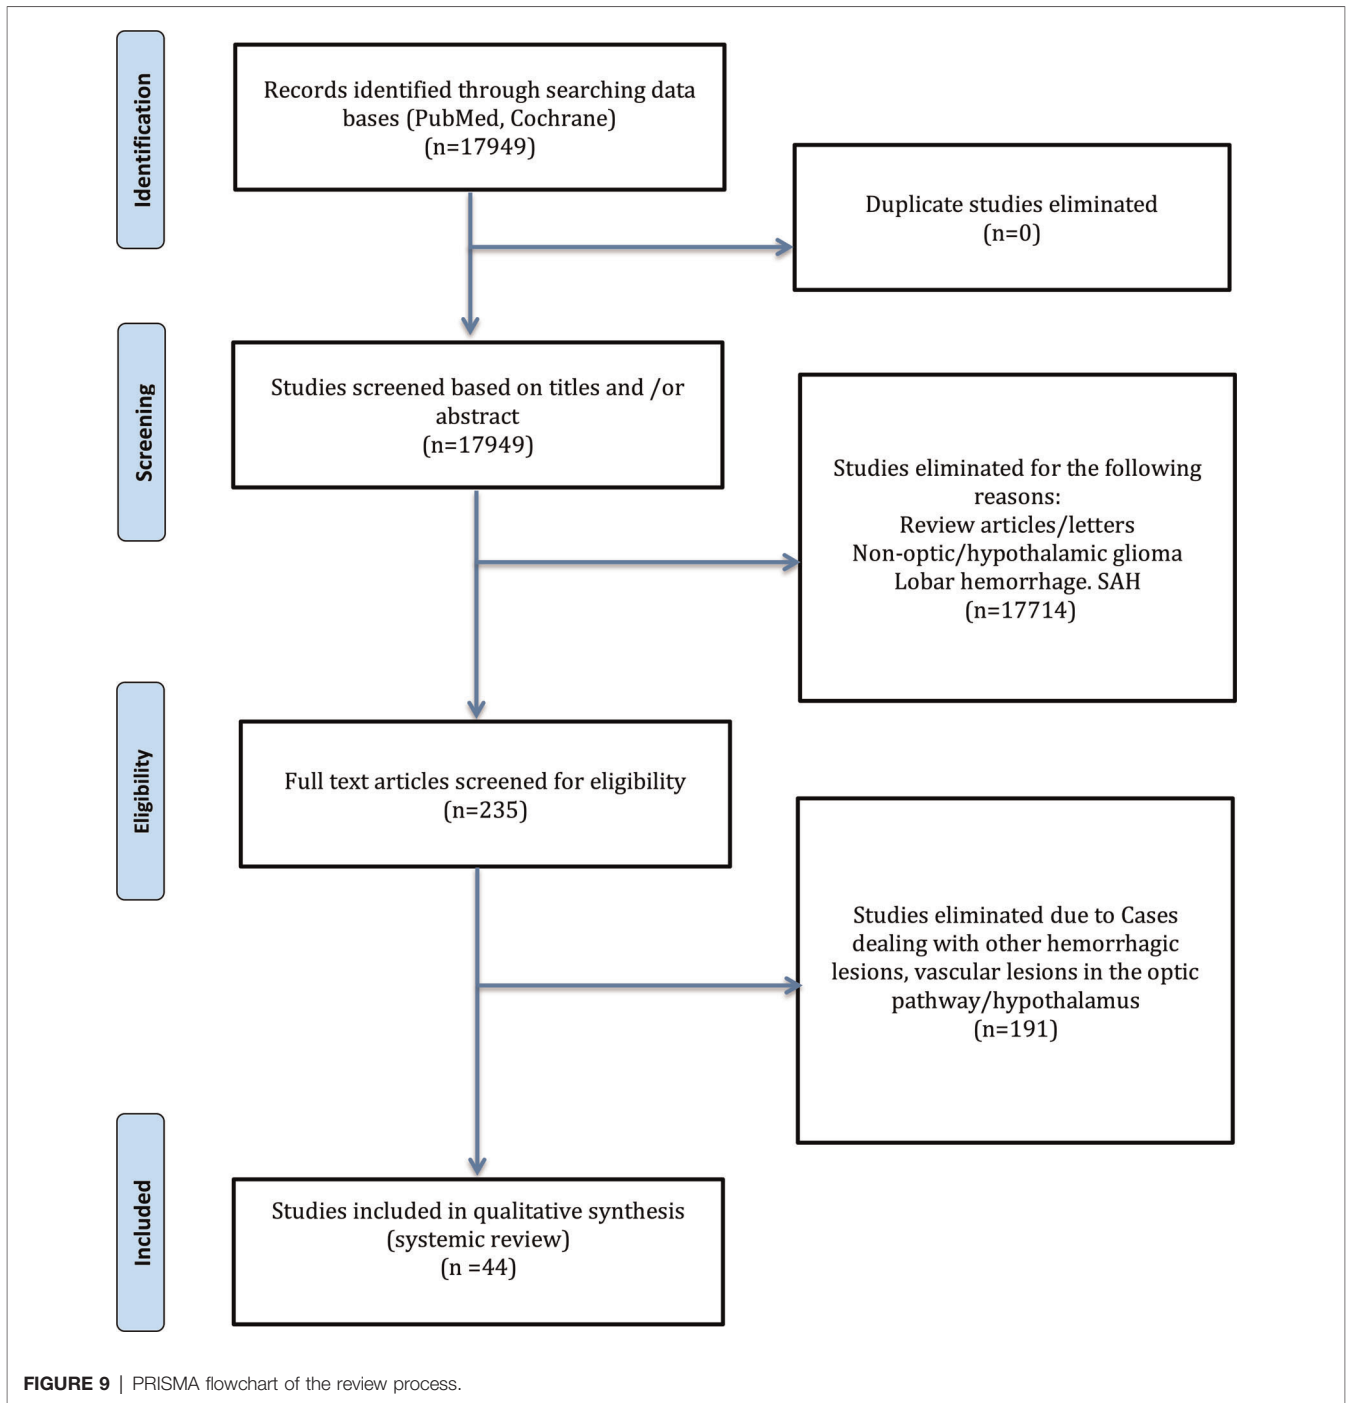 Identification
Records identified through searching data
bases (PubMed, Cochrane)
(n=17949)
Duplicate studies eliminated
(n=0)
Screening
Studies screened based on titles and /or
abstract
(n=17949)
Studies eliminated for the following
reasons:
Review articles/letters
Non-optic/hypothalamic glioma
Lobar hemorrhage. SAH
(n=17714)
Eligibility
Full text articles screened for eligibility
(n=235)
Studies eliminated due to Cases
dealing with other hemorrhagic
lesions, vascular lesions in the optic
pathway/hypothalamus
(n=191)
Included
Studies included in qualitative synthesis
(systemic review)
(n =44)
FIGURE 9 | PRISMA flowchart of the review process.